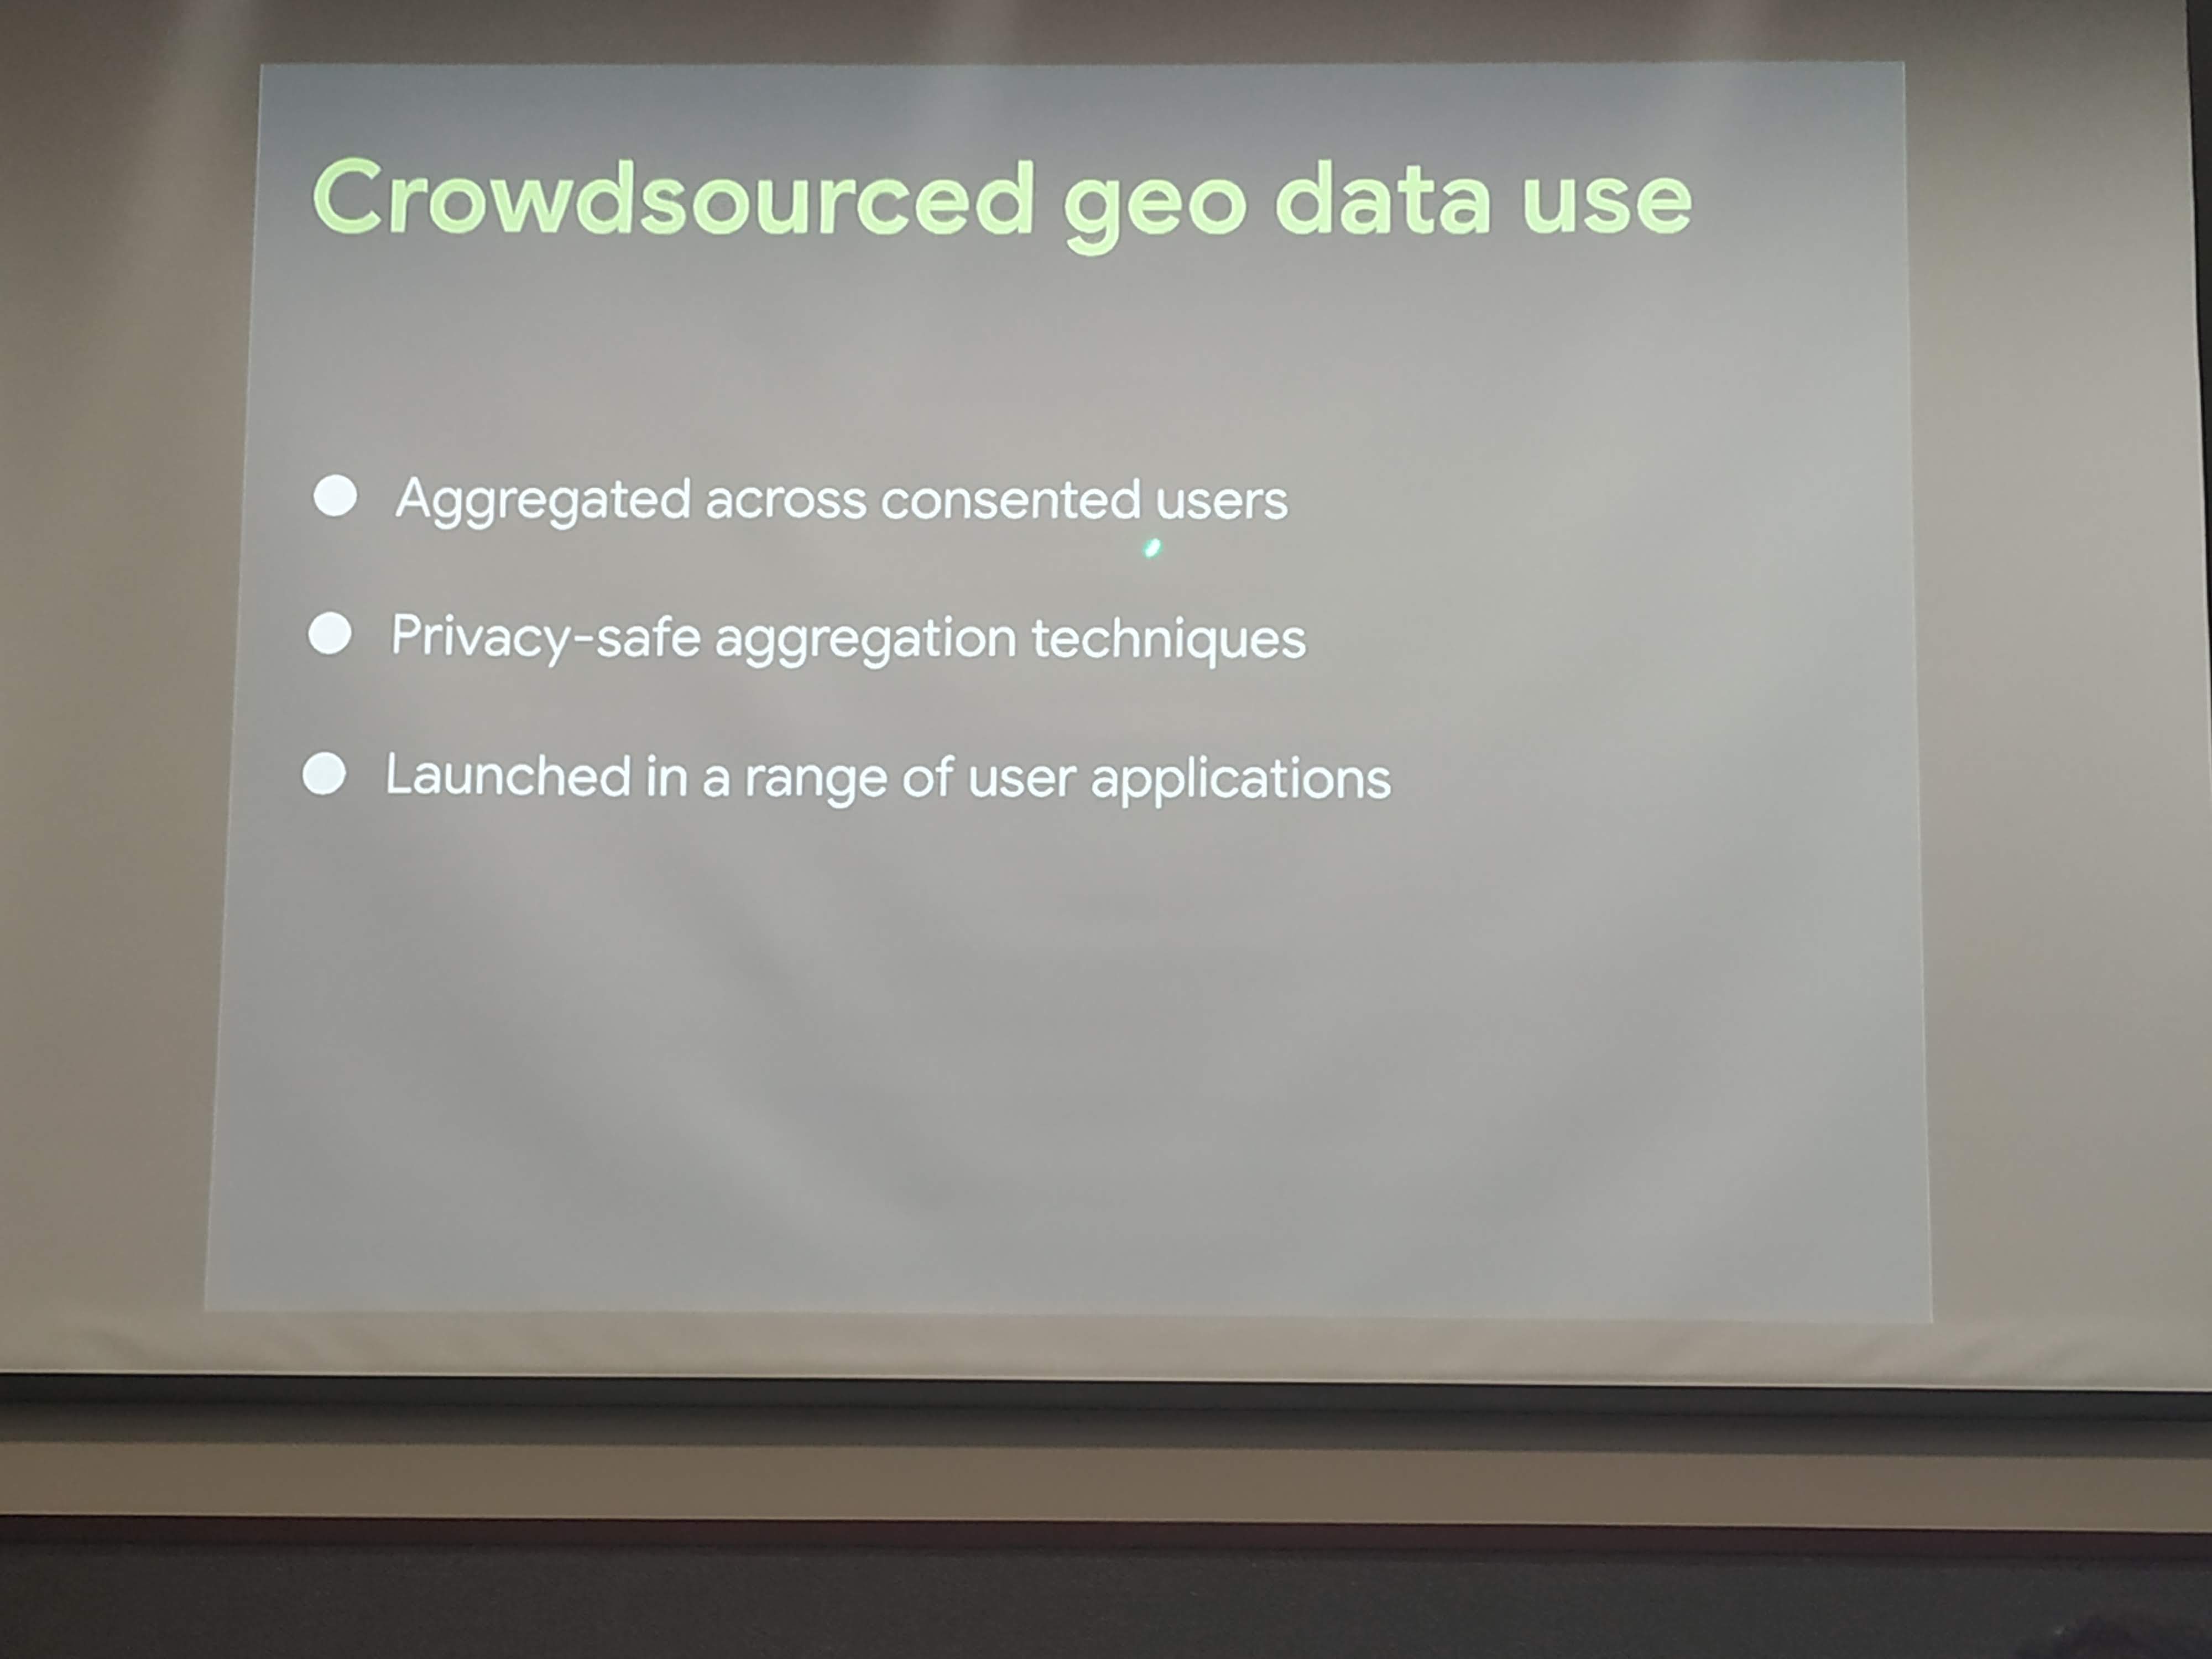 Crowdsourced geo data use
Aggregated across consented users
Privacy-safe aggregation techniques
Launched in a range of user applications